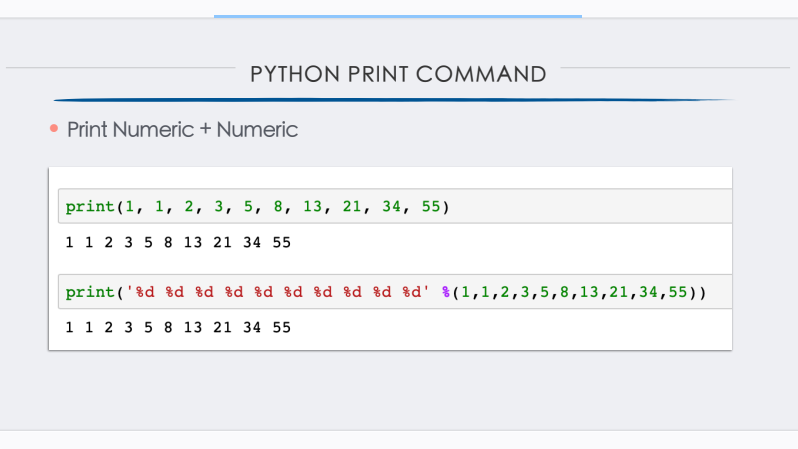 PYTHON PRINT COMMAND
Print Numeric + Numeric
print(1, 1, 2, 3, 5, 8, 13, 21, 34, 55)
1 1 2 3 5 8 13 21 34 55
print('%d %d %d %d %d %d %d %d %d %d' %(1,1,2,3,5,8,13,21,34,55))
1 1 2 3 5 8 13 21 34 55